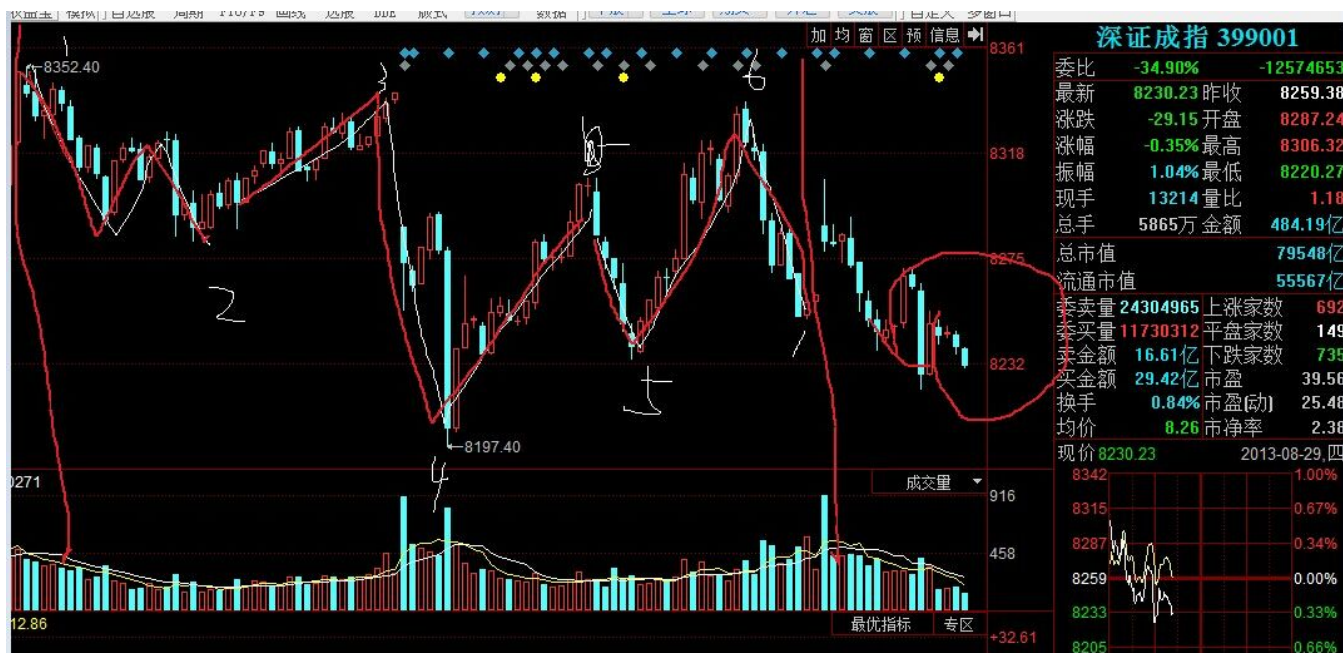 加 均 窗 区 预 信息
8352.40
8197.40
8361
8318
8275
8232
1
3
2
4
6
0271
成交量
916
458
12.86
最优指标 专区
+32.61
深证成指 399001
委比 -34.90% -12574653
最新 8230.23 昨收 8259.38
涨跌 -29.15 开盘 8287.24
涨幅 -0.35% 最高 8306.32
振幅 1.04% 最低 8220.27
现手 13214 量比 1.18
总手 5865万 金额 484.19亿
总市值 79548亿
流通市值 55567亿
委卖量 24304965 上涨家数 692
委买量 11730312 平盘家数 149
卖金额 16.61亿 下跌家数 735
买金额 29.42亿 市盈 39.56
换手 0.84% 市盈(动) 25.48
均价 8.26 市净率 2.38
现价 8230.23 2013-08-29,四
8342 1.00%
8315 0.67%
8287 0.34%
8259 0.00%
8233 0.33%
8205 0.66%